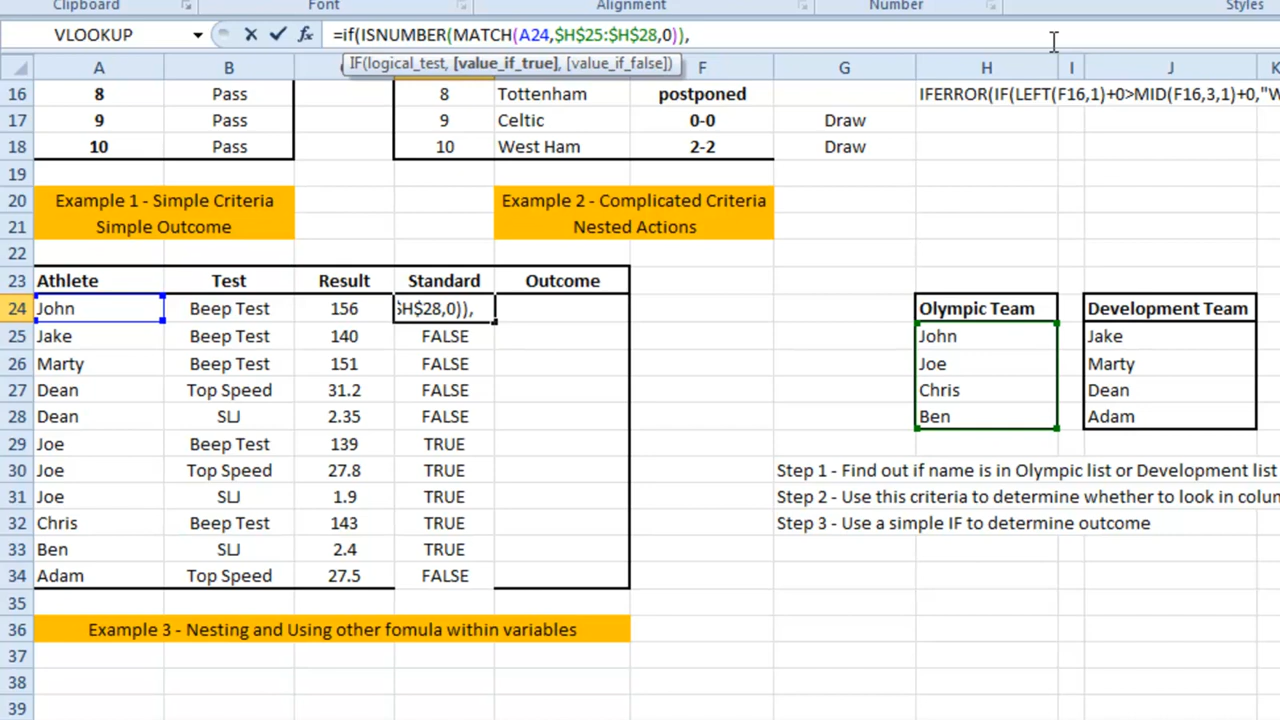 Clipboard Font Alignment Number Styles
VLOOKUP =if(ISNUMBER(MATCH(A24,$H$25:$H$28,0)),
IF(logical_test, [value_if_true], [value_if_false])
A B F G H I J K
16 8 Pass 8 Tottenham postponed IFERROR(IF(LEFT(F16,1)+0>MID(F16,3,1)+0,"W
17 9 Pass 9 Celtic 0-0 Draw
18 10 Pass 10 West Ham 2-2 Draw
19
20 Example 1 - Simple Criteria Example 2 - Complicated Criteria
21 Simple Outcome Nested Actions
22
23 Athlete Test Result Standard Outcome
24 John Beep Test 156 $H$28,0)), Olympic Team Development Team
25 Jake Beep Test 140 FALSE John Jake
26 Marty Beep Test 151 FALSE Joe Marty
27 Dean Top Speed 31.2 FALSE Chris Dean
28 Dean SLJ 2.35 FALSE Ben Adam
29 Joe Beep Test 139 TRUE
30 Joe Top Speed 27.8 TRUE Step 1 - Find out if name is in Olympic list or Development list
31 Joe SLJ 1.9 TRUE Step 2 - Use this criteria to determine whether to look in colum
32 Chris Beep Test 143 TRUE Step 3 - Use a simple IF to determine outcome
33 Ben SLJ 2.4 TRUE
34 Adam Top Speed 27.5 FALSE
35
36 Example 3 - Nesting and Using other fomula within variables
37
38
39